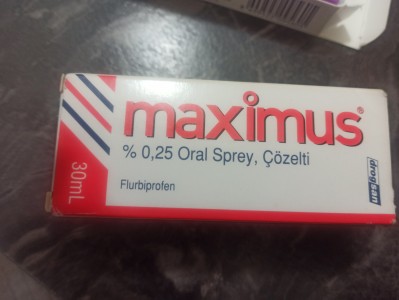 maximus®
% 0,25 Oral Sprey, Çözelti
Flurbiprofen
30mL
drogsan